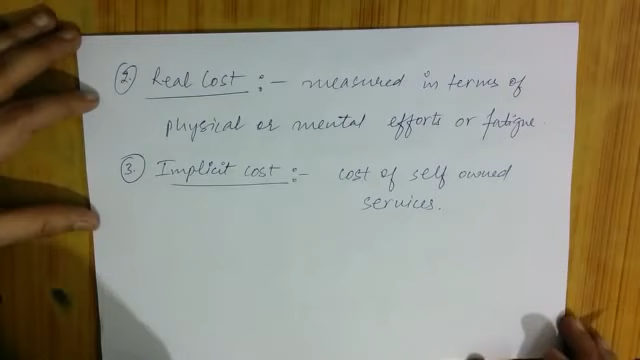 2. Real Cost :- measured in terms of
physical or mental efforts or fatigue.
3. Implicit cost :- cost of self owned
services.